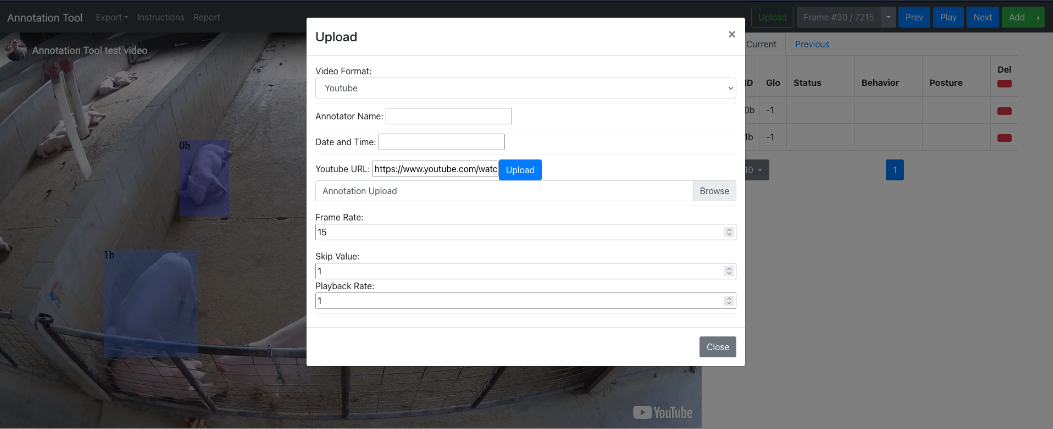 Annotation Tool Export Instructions Report
Upload Frame #30 / 7215 Prev Play Next Add
Annotation Tool test video
Current Previous
Glo Status Behavior Posture Del
0b -1
1b -1
10
1
0b
1b
YouTube
Upload
×
Video Format:
Youtube
Annotator Name:
Date and Time:
Youtube URL: https://www.youtube.com/watc Upload
Annotation Upload Browse
Frame Rate:
15
Skip Value:
1
Playback Rate:
1
Close